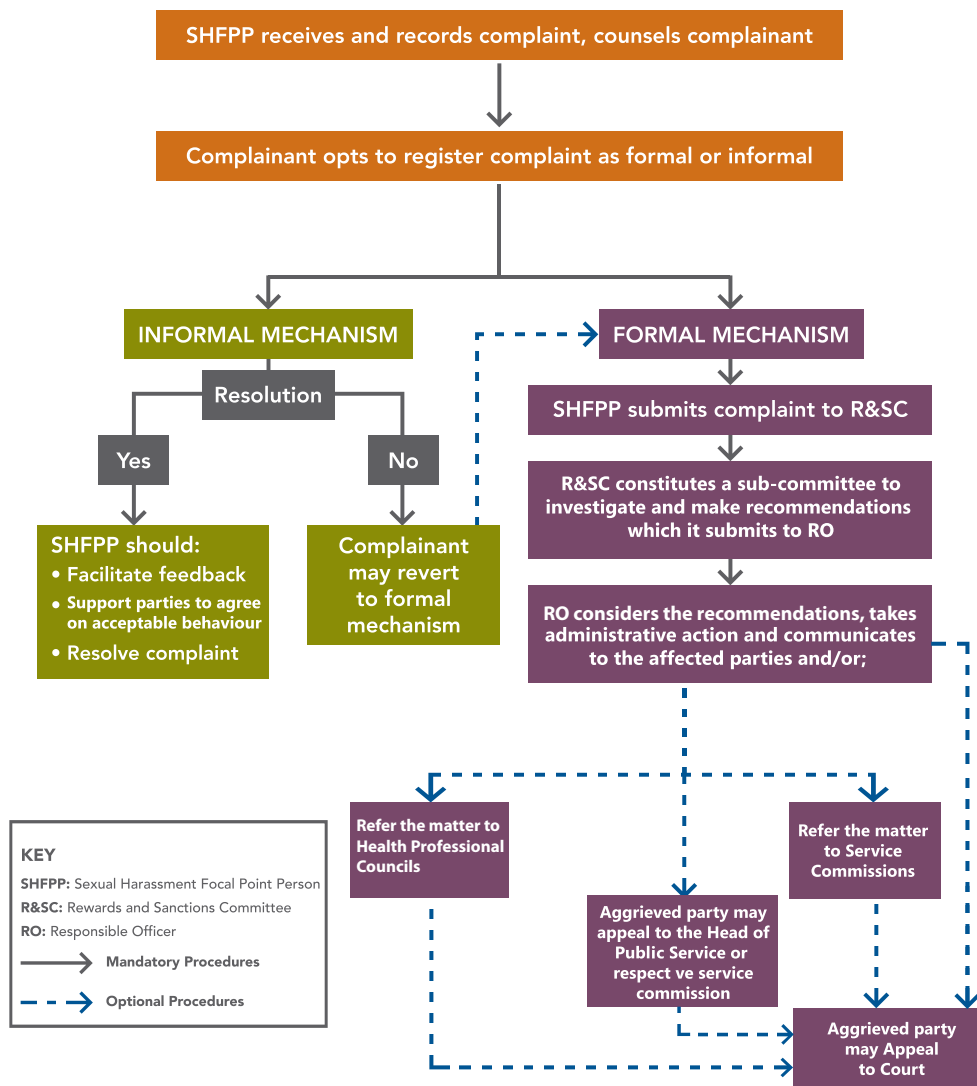 SHFPP receives and records complaint, counsels complainant
Complainant opts to register complaint as formal or informal
INFORMAL MECHANISM
Resolution
Yes
No
SHFPP should:
• Facilitate feedback
• Support parties to agree
on acceptable behaviour
• Resolve complaint
Complainant
may revert
to formal
mechanism
FORMAL MECHANISM
SHFPP submits complaint to R&SC
R&SC constitutes a sub-committee to
investigate and make recommendations
which it submits to RO
RO considers the recommendations, takes
administrative action and communicates
to the affected parties and/or;
Refer the matter to
Health Professional
Councils
Aggrieved party may
appeal to the Head of
Public Service or
respect ve service
commission
Refer the matter
to Service
Commissions
Aggrieved party
may Appeal
to Court
KEY
SHFPP: Sexual Harassment Focal Point Person
R&SC: Rewards and Sanctions Committee
RO: Responsible Officer
Mandatory Procedures
Optional Procedures